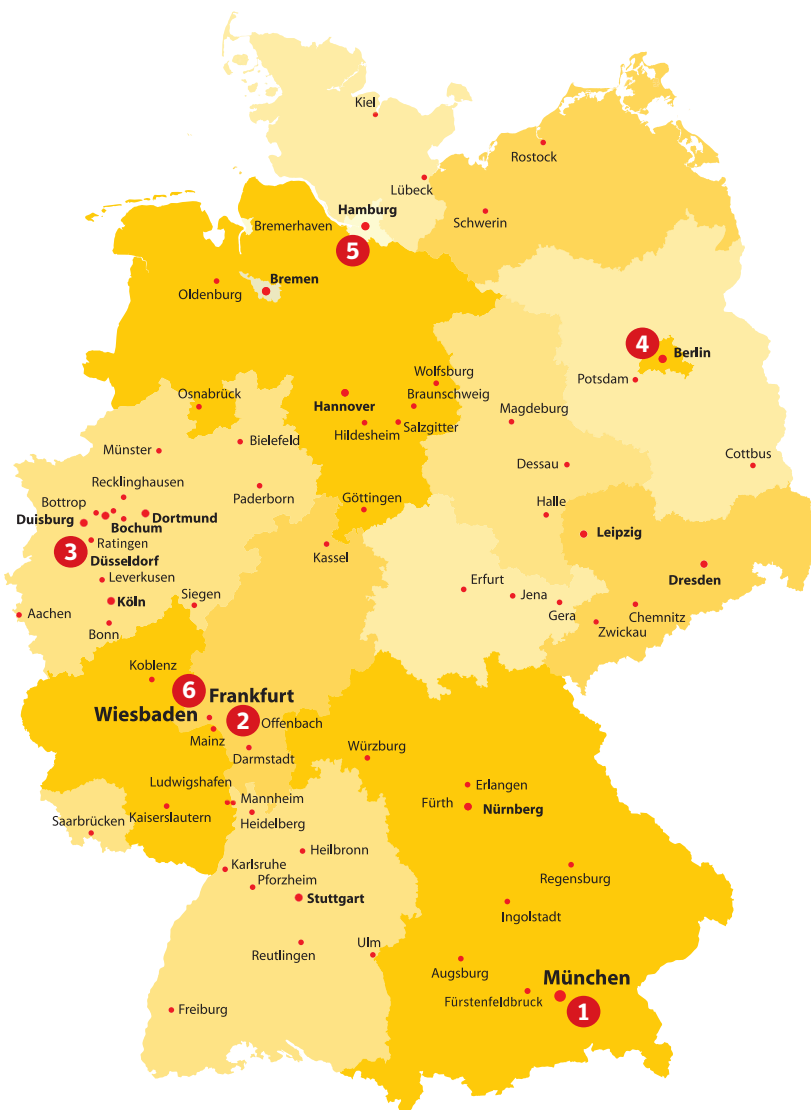 Kiel
Rostock
Lübeck
Hamburg
Schwerin
Bremerhaven
5
Bremen
Oldenburg
4
Berlin
Potsdam
Wolfsburg
Osnabrück
Hannover
Braunschweig
Magdeburg
Hildesheim
Salzgitter
Münster
Bielefeld
Dessau
Cottbus
Recklinghausen
Paderborn
Bottrop
Göttingen
Halle
Duisburg
Dortmund
Bochum
Leipzig
3
Ratingen
Düsseldorf
Kassel
Leverkusen
Dresden
Erfurt
Siegen
Köln
Jena
Aachen
Gera
Chemnitz
Bonn
Zwickau
Koblenz
6
Frankfurt
Wiesbaden
2
Offenbach
Mainz
Würzburg
Darmstadt
Ludwigshafen
Erlangen
Mannheim
Fürth
Nürnberg
Saarbrücken
Kaiserslautern
Heidelberg
Heilbronn
Karlsruhe
Regensburg
Pforzheim
Stuttgart
Ingolstadt
Ulm
Reutlingen
Augsburg
München
Fürstenfeldbruck
1
Freiburg